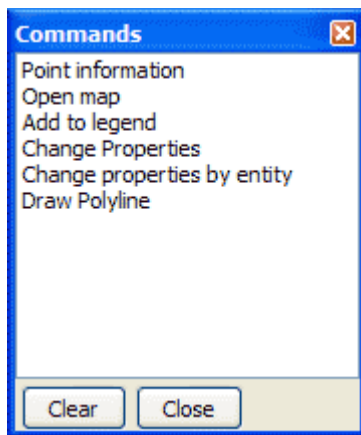 Commands
Point information
Open map
Add to legend
Change Properties
Change properties by entity
Draw Polyline
Clear Close